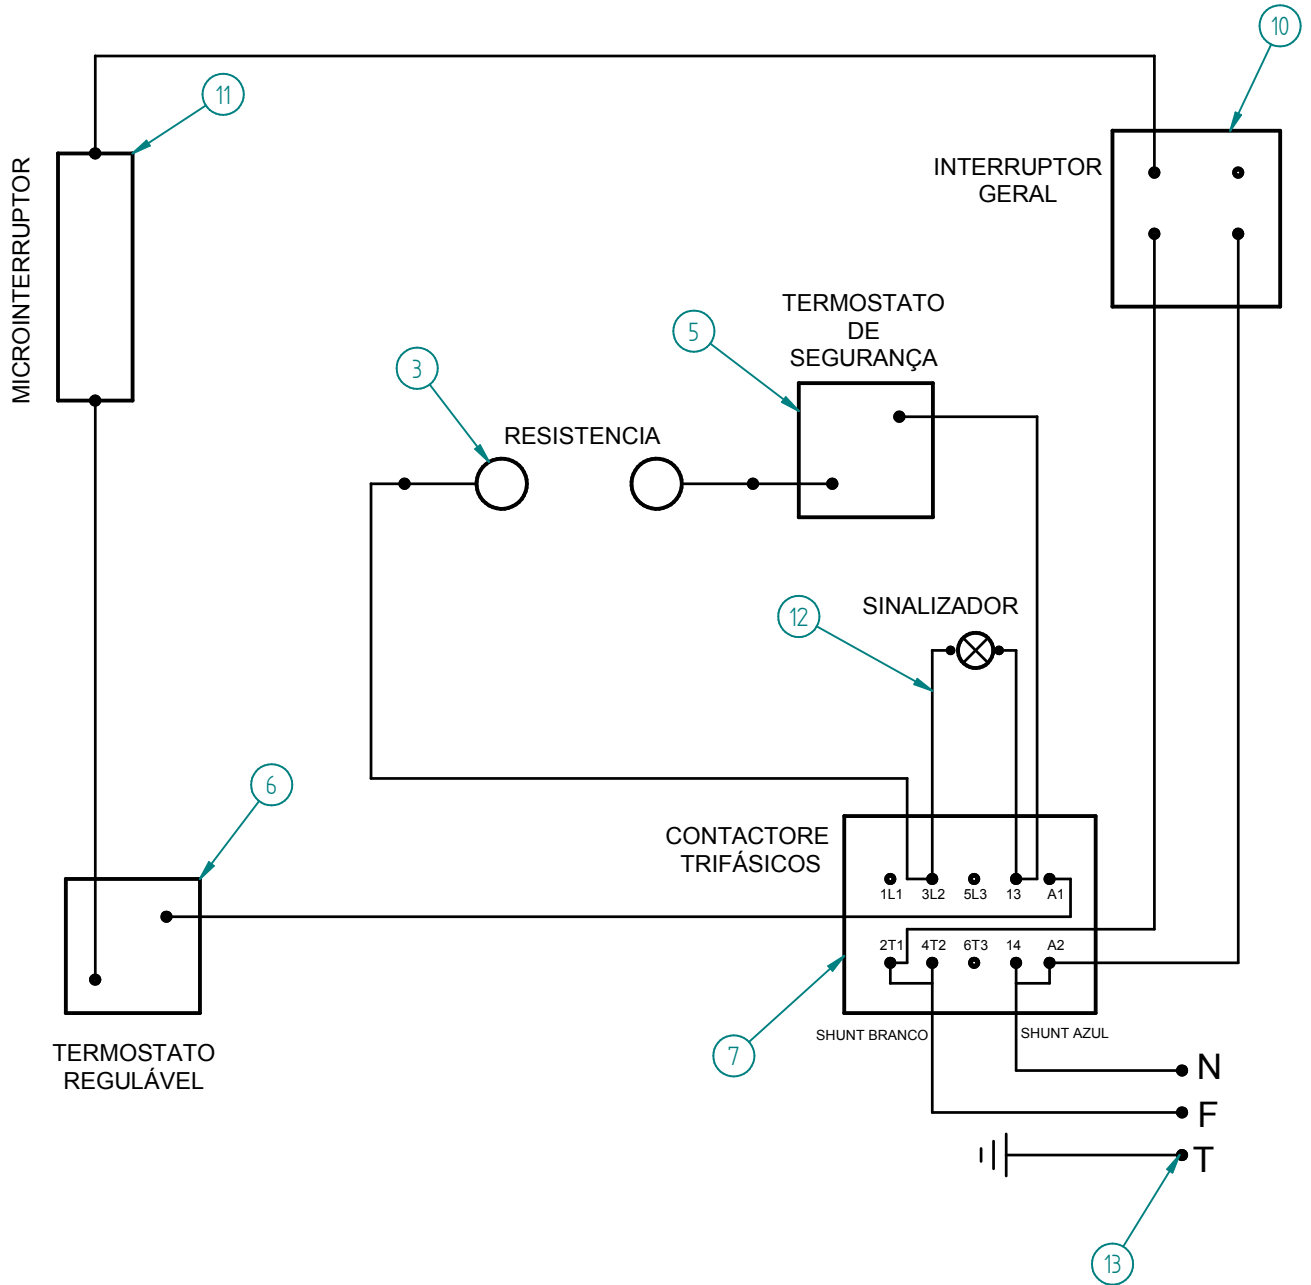 10
11
MICROINTERRUPTOR
INTERRUPTOR
GERAL
TERMOSTATO
DE
SEGURANÇA
5
3
RESISTENCIA
12
SINALIZADOR
6
CONTACTORE
TRIFÁSICOS
1L1 3L2 5L3 13 A1
2T1 4T2 6T3 14 A2
SHUNT BRANCO
SHUNT AZUL
7
TERMOSTATO
REGULÁVEL
N
F
T
13